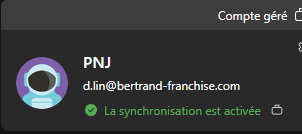 Compte géré
PNJ
d.lin@bertrand-franchise.com
La synchronisation est activée